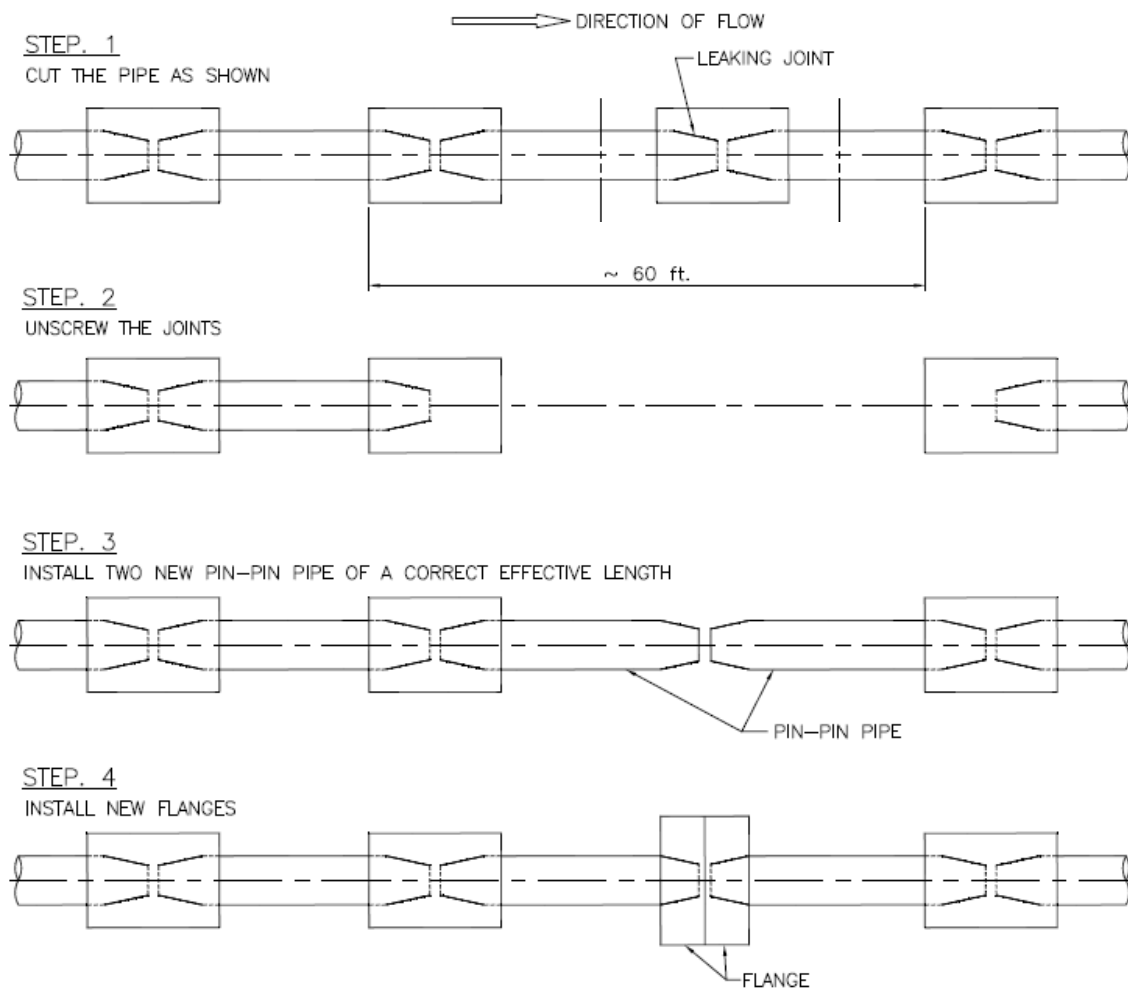 DIRECTION OF FLOW
STEP. 1
CUT THE PIPE AS SHOWN
LEAKING JOINT
~ 60 ft.
STEP. 2
UNSCREW THE JOINTS
STEP. 3
INSTALL TWO NEW PIN–PIN PIPE OF A CORRECT EFFECTIVE LENGTH
PIN–PIN PIPE
STEP. 4
INSTALL NEW FLANGES
FLANGE